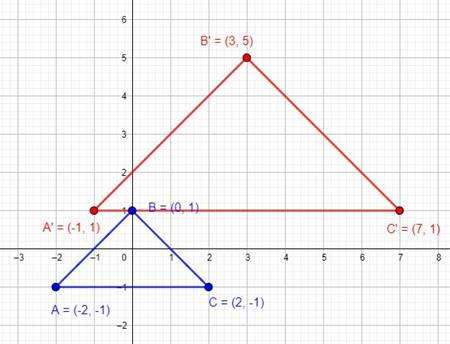 6
B' = (3, 5)
5
4
3
2
1
B = (0, 1)
A' = (-1, 1)
C' = (7, 1)
−3 −2 −1 0 1 2 3 4 5 6 7 8
−1
A = (-2, -1)
C = (2, -1)
−2